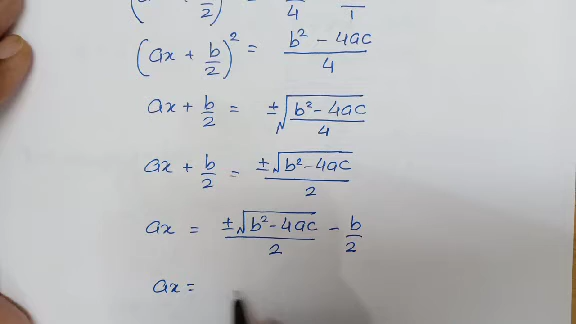 (ax + b/2)² = (b² - 4ac)/4
ax + b/2 = ±√((b² - 4ac)/4)
ax + b/2 = ±√(b² - 4ac)/2
ax = ±√(b² - 4ac)/2 - b/2
ax =